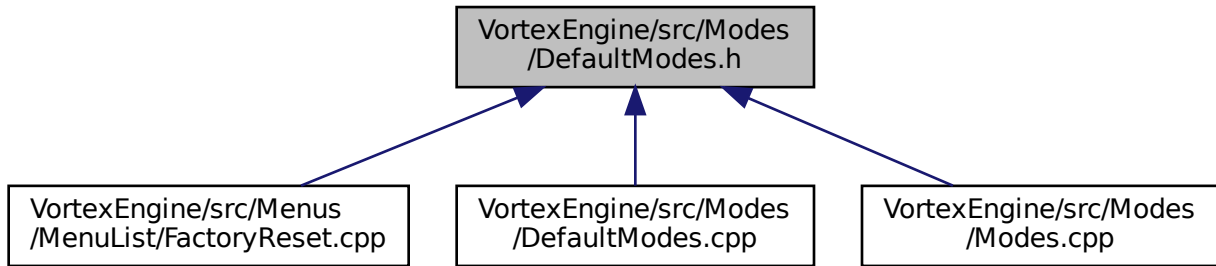 VortexEngine/src/Modes
/DefaultModes.h
VortexEngine/src/Menus
/MenuList/FactoryReset.cpp
VortexEngine/src/Modes
/DefaultModes.cpp
VortexEngine/src/Modes
/Modes.cpp